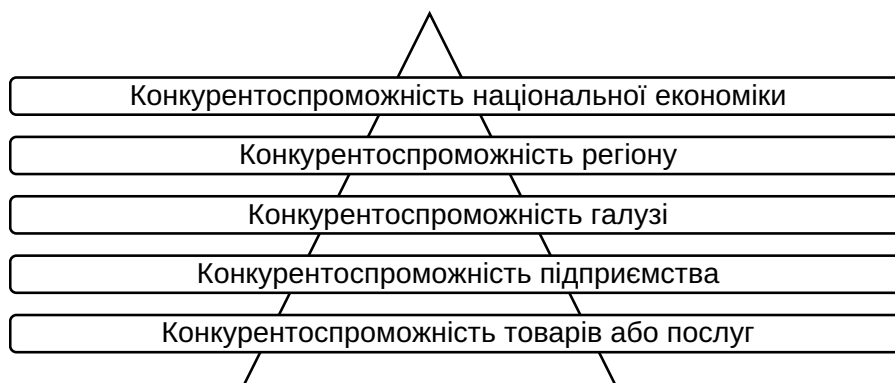 Конкурентоспроможність національної економіки
Конкурентоспроможність регіону
Конкурентоспроможність галузі
Конкурентоспроможність підприємства
Конкурентоспроможність товарів або послуг